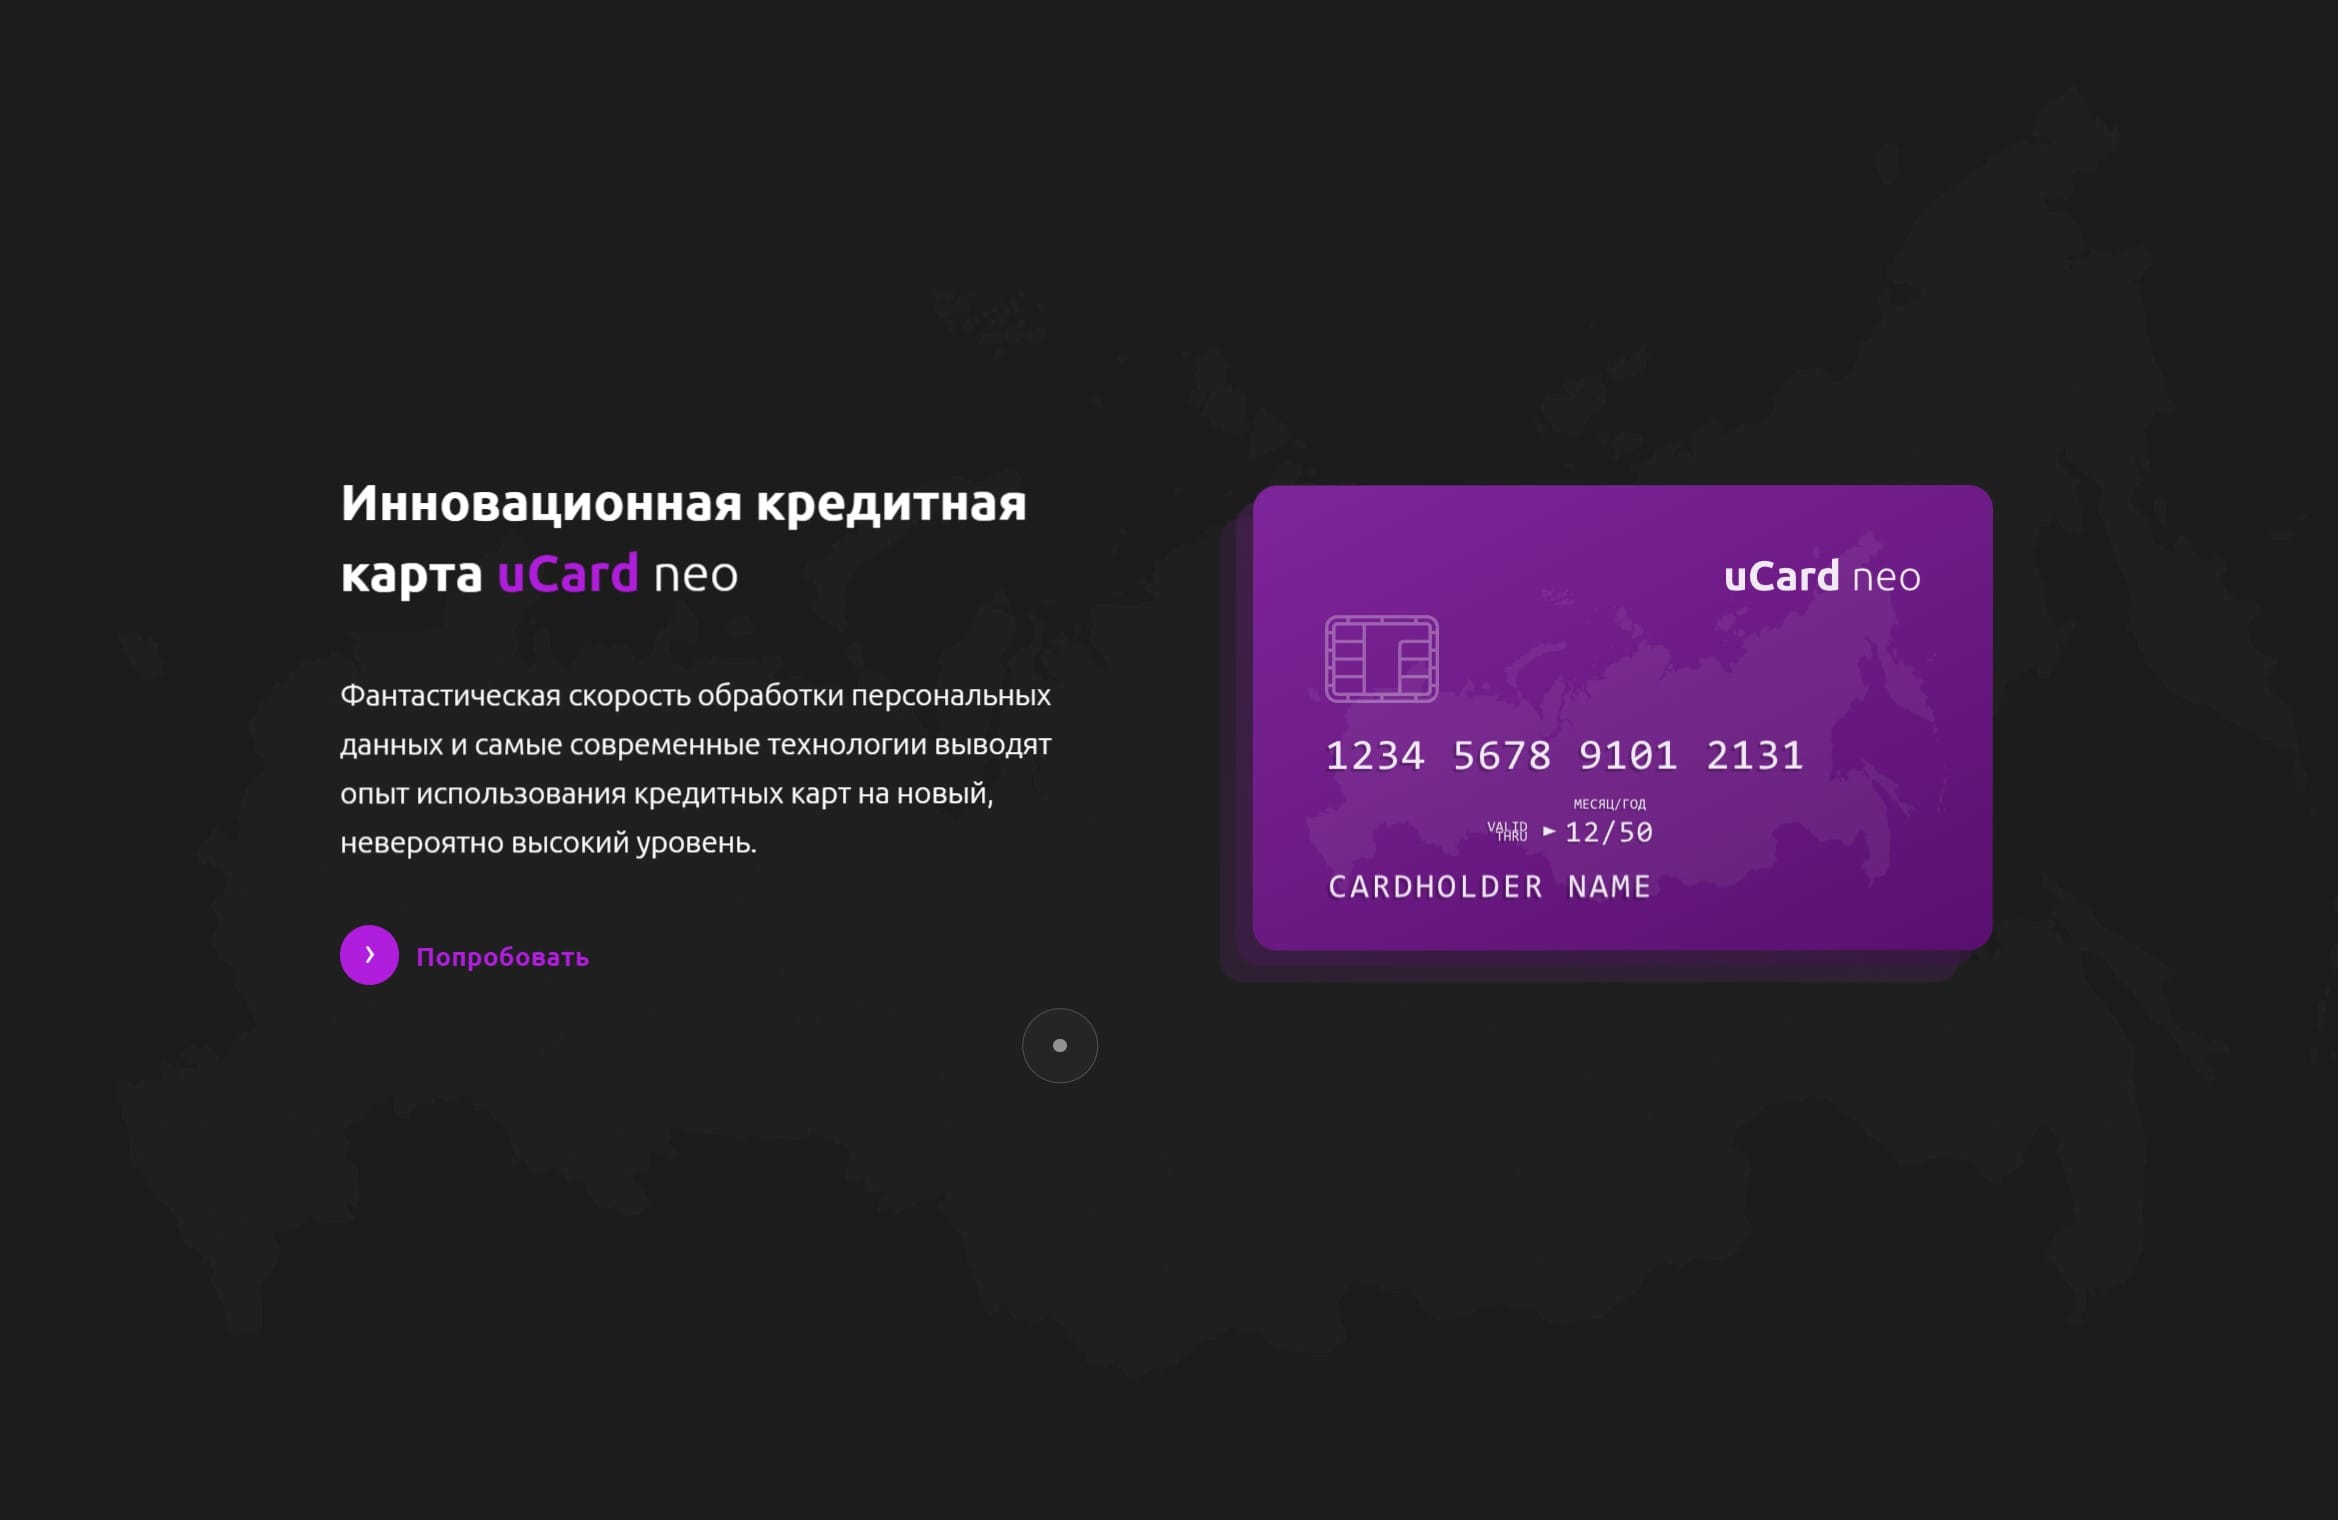 Инновационная кредитная
карта uCard neo
Фантастическая скорость обработки персональных
данных и самые современные технологии выводят
опыт использования кредитных карт на новый,
невероятно высокий уровень.
Попробовать
uCard neo
1234 5678 9101 2131
МЕСЯЦ/ГОД
VALID
THRU
12/50
CARDHOLDER NAME